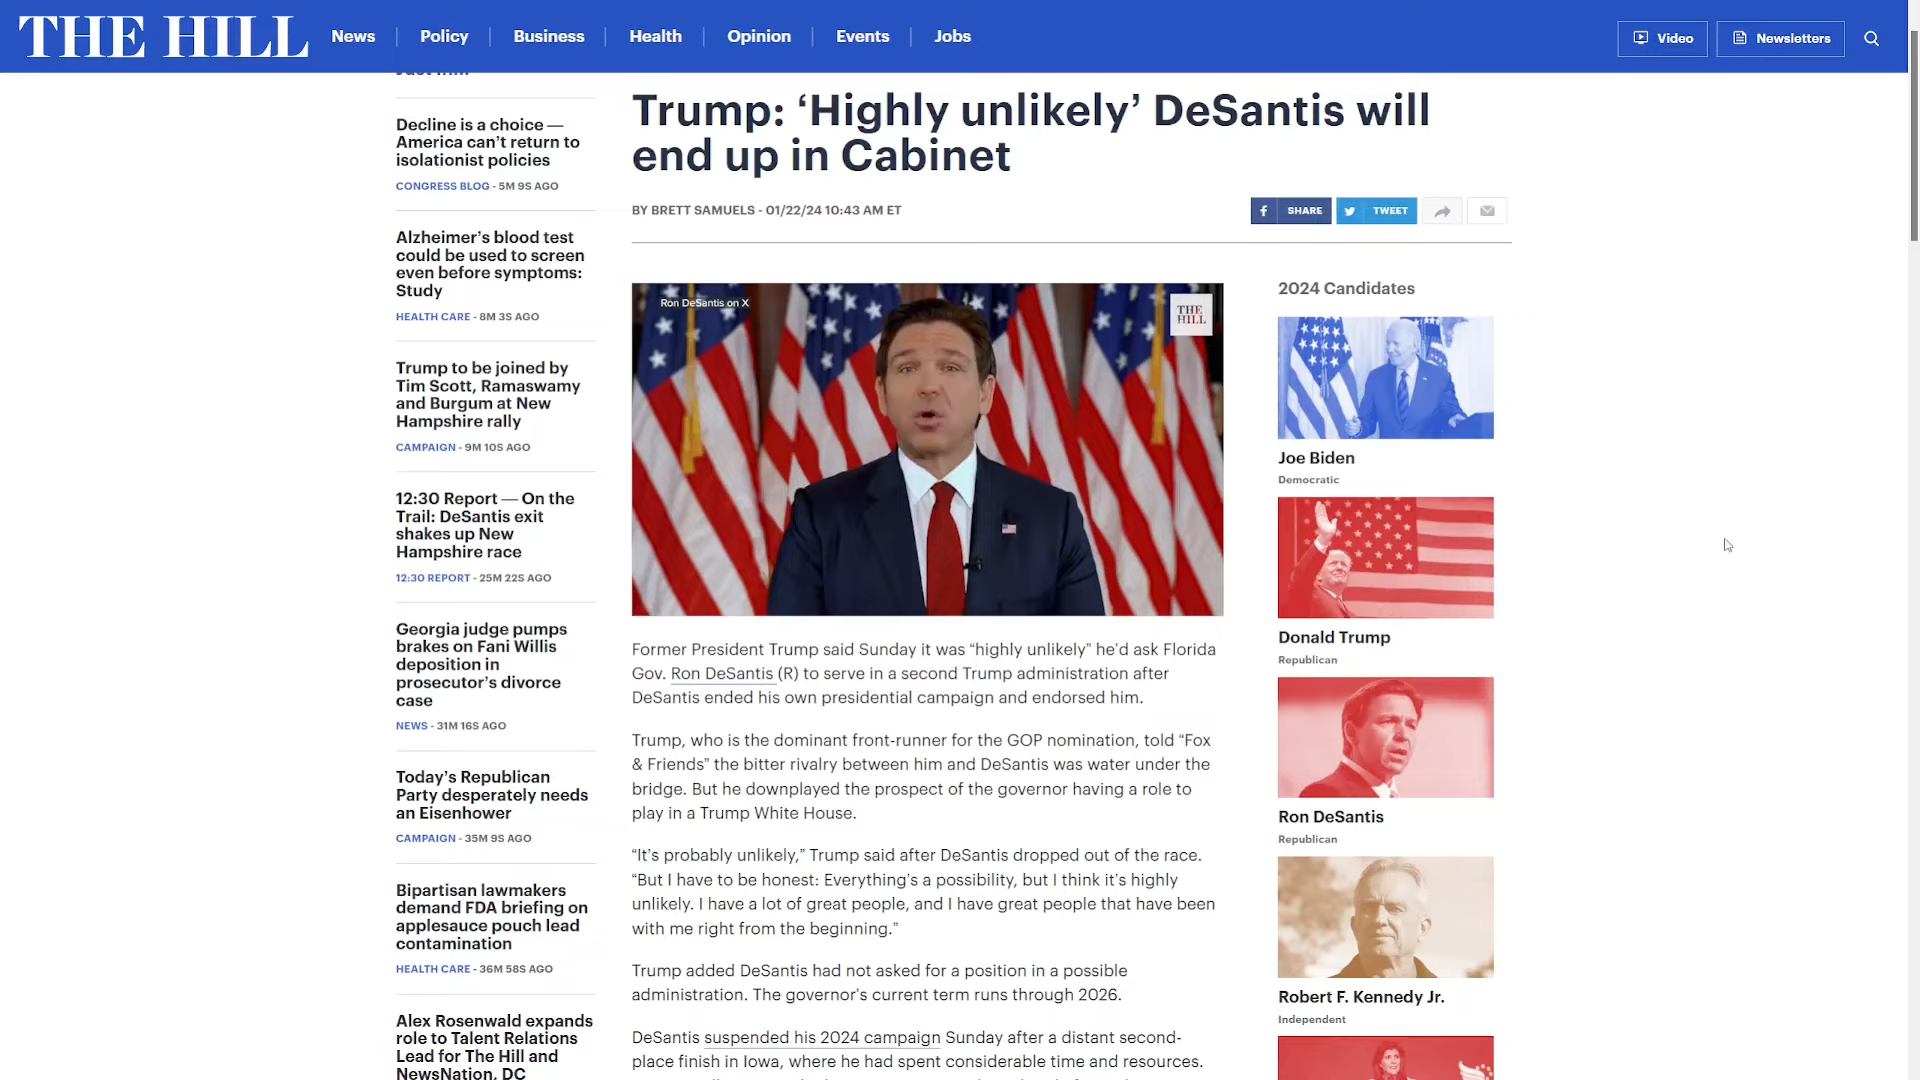 THE HILL
News
Policy
Business
Health
Opinion
Events
Jobs
Video
Newsletters
Decline is a choice —
America can’t return to
isolationist policies
CONGRESS BLOG - 5M 9S AGO
Alzheimer’s blood test
could be used to screen
even before symptoms:
Study
HEALTH CARE - 8M 3S AGO
Trump to be joined by
Tim Scott, Ramaswamy
and Burgum at New
Hampshire rally
CAMPAIGN - 9M 10S AGO
12:30 Report — On the
Trail: DeSantis exit
shakes up New
Hampshire race
12:30 REPORT - 25M 22S AGO
Georgia judge pumps
brakes on Fani Willis
deposition in
prosecutor’s divorce
case
NEWS - 31M 16S AGO
Today’s Republican
Party desperately needs
an Eisenhower
CAMPAIGN - 35M 9S AGO
Bipartisan lawmakers
demand FDA briefing on
applesauce pouch lead
contamination
HEALTH CARE - 36M 58S AGO
Alex Rosenwald expands
role to Talent Relations
Lead for The Hill and
NewsNation, DC
Trump: ‘Highly unlikely’ DeSantis will
end up in Cabinet
BY BRETT SAMUELS - 01/22/24 10:43 AM ET
SHARE
TWEET
Ron DeSantis on X
THE
HILL
Former President Trump said Sunday it was “highly unlikely” he’d ask Florida
Gov. Ron DeSantis (R) to serve in a second Trump administration after
DeSantis ended his own presidential campaign and endorsed him.
Trump, who is the dominant front-runner for the GOP nomination, told “Fox
& Friends” the bitter rivalry between him and DeSantis was water under the
bridge. But he downplayed the prospect of the governor having a role to
play in a Trump White House.
“It’s probably unlikely,” Trump said after DeSantis dropped out of the race.
“But I have to be honest: Everything’s a possibility, but I think it’s highly
unlikely. I have a lot of great people, and I have great people that have been
with me right from the beginning.”
Trump added DeSantis had not asked for a position in a possible
administration. The governor’s current term runs through 2026.
DeSantis suspended his 2024 campaign Sunday after a distant second-
place finish in Iowa, where he had spent considerable time and resources.
2024 Candidates
Joe Biden
Democratic
Donald Trump
Republican
Ron DeSantis
Republican
Robert F. Kennedy Jr.
Independent